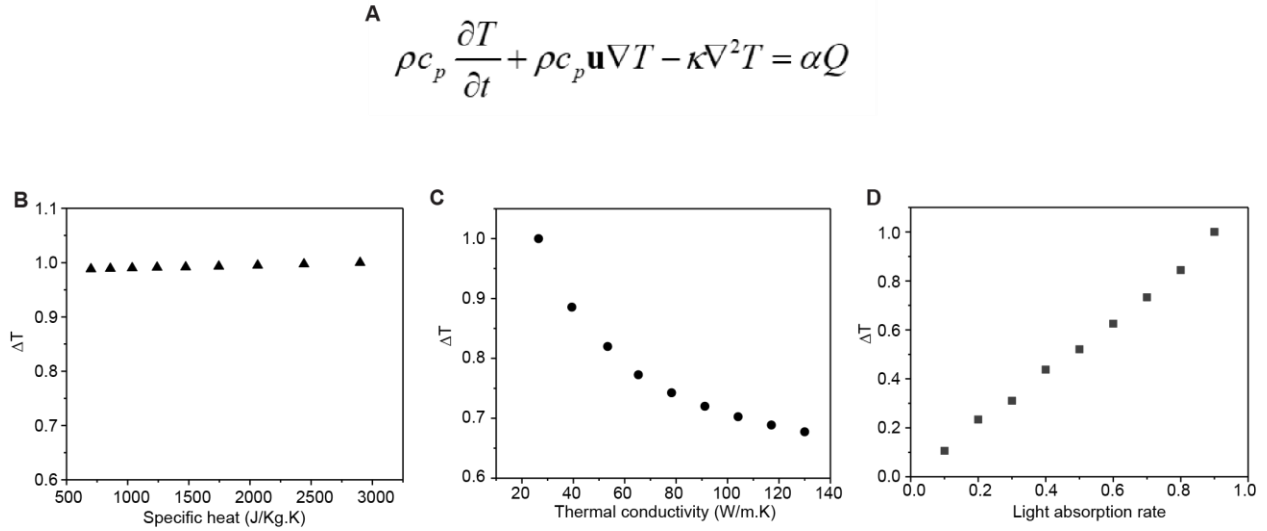 A
ρc_p ∂T/∂t + ρc_p u∇T − κ∇²T = αQ
B
1.1
1.0
0.9
0.8
0.7
0.6
ΔT
500 1000 1500 2000 2500 3000
Specific heat (J/Kg.K)
C
1.0
0.9
0.8
0.7
0.6
ΔT
20 40 60 80 100 120 140
Thermal conductivity (W/m.K)
D
1.0
0.8
0.6
0.4
0.2
0.0
ΔT
0.0 0.2 0.4 0.6 0.8 1.0
Light absorption rate